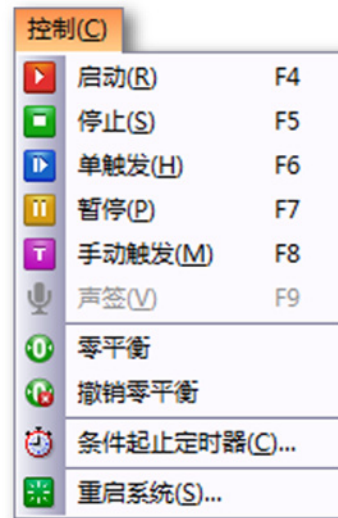 控制(C)
启动(R) F4
停止(S) F5
单触发(H) F6
暂停(P) F7
手动触发(M) F8
声签(V) F9
零平衡
撤销零平衡
条件起止定时器(C)...
重启系统(S)...